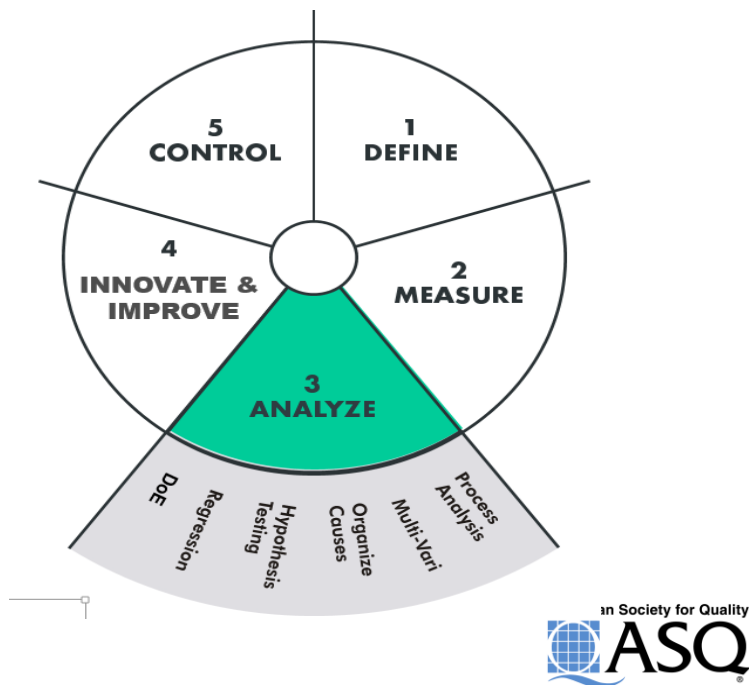 5
CONTROL
1
DEFINE
4
INNOVATE &
IMPROVE
2
MEASURE
3
ANALYZE
DoE
Regression
Hypothesis
Testing
Organize
Causes
Multi-Vari
Process
Analysis
an Society for Quality
ASQ
®